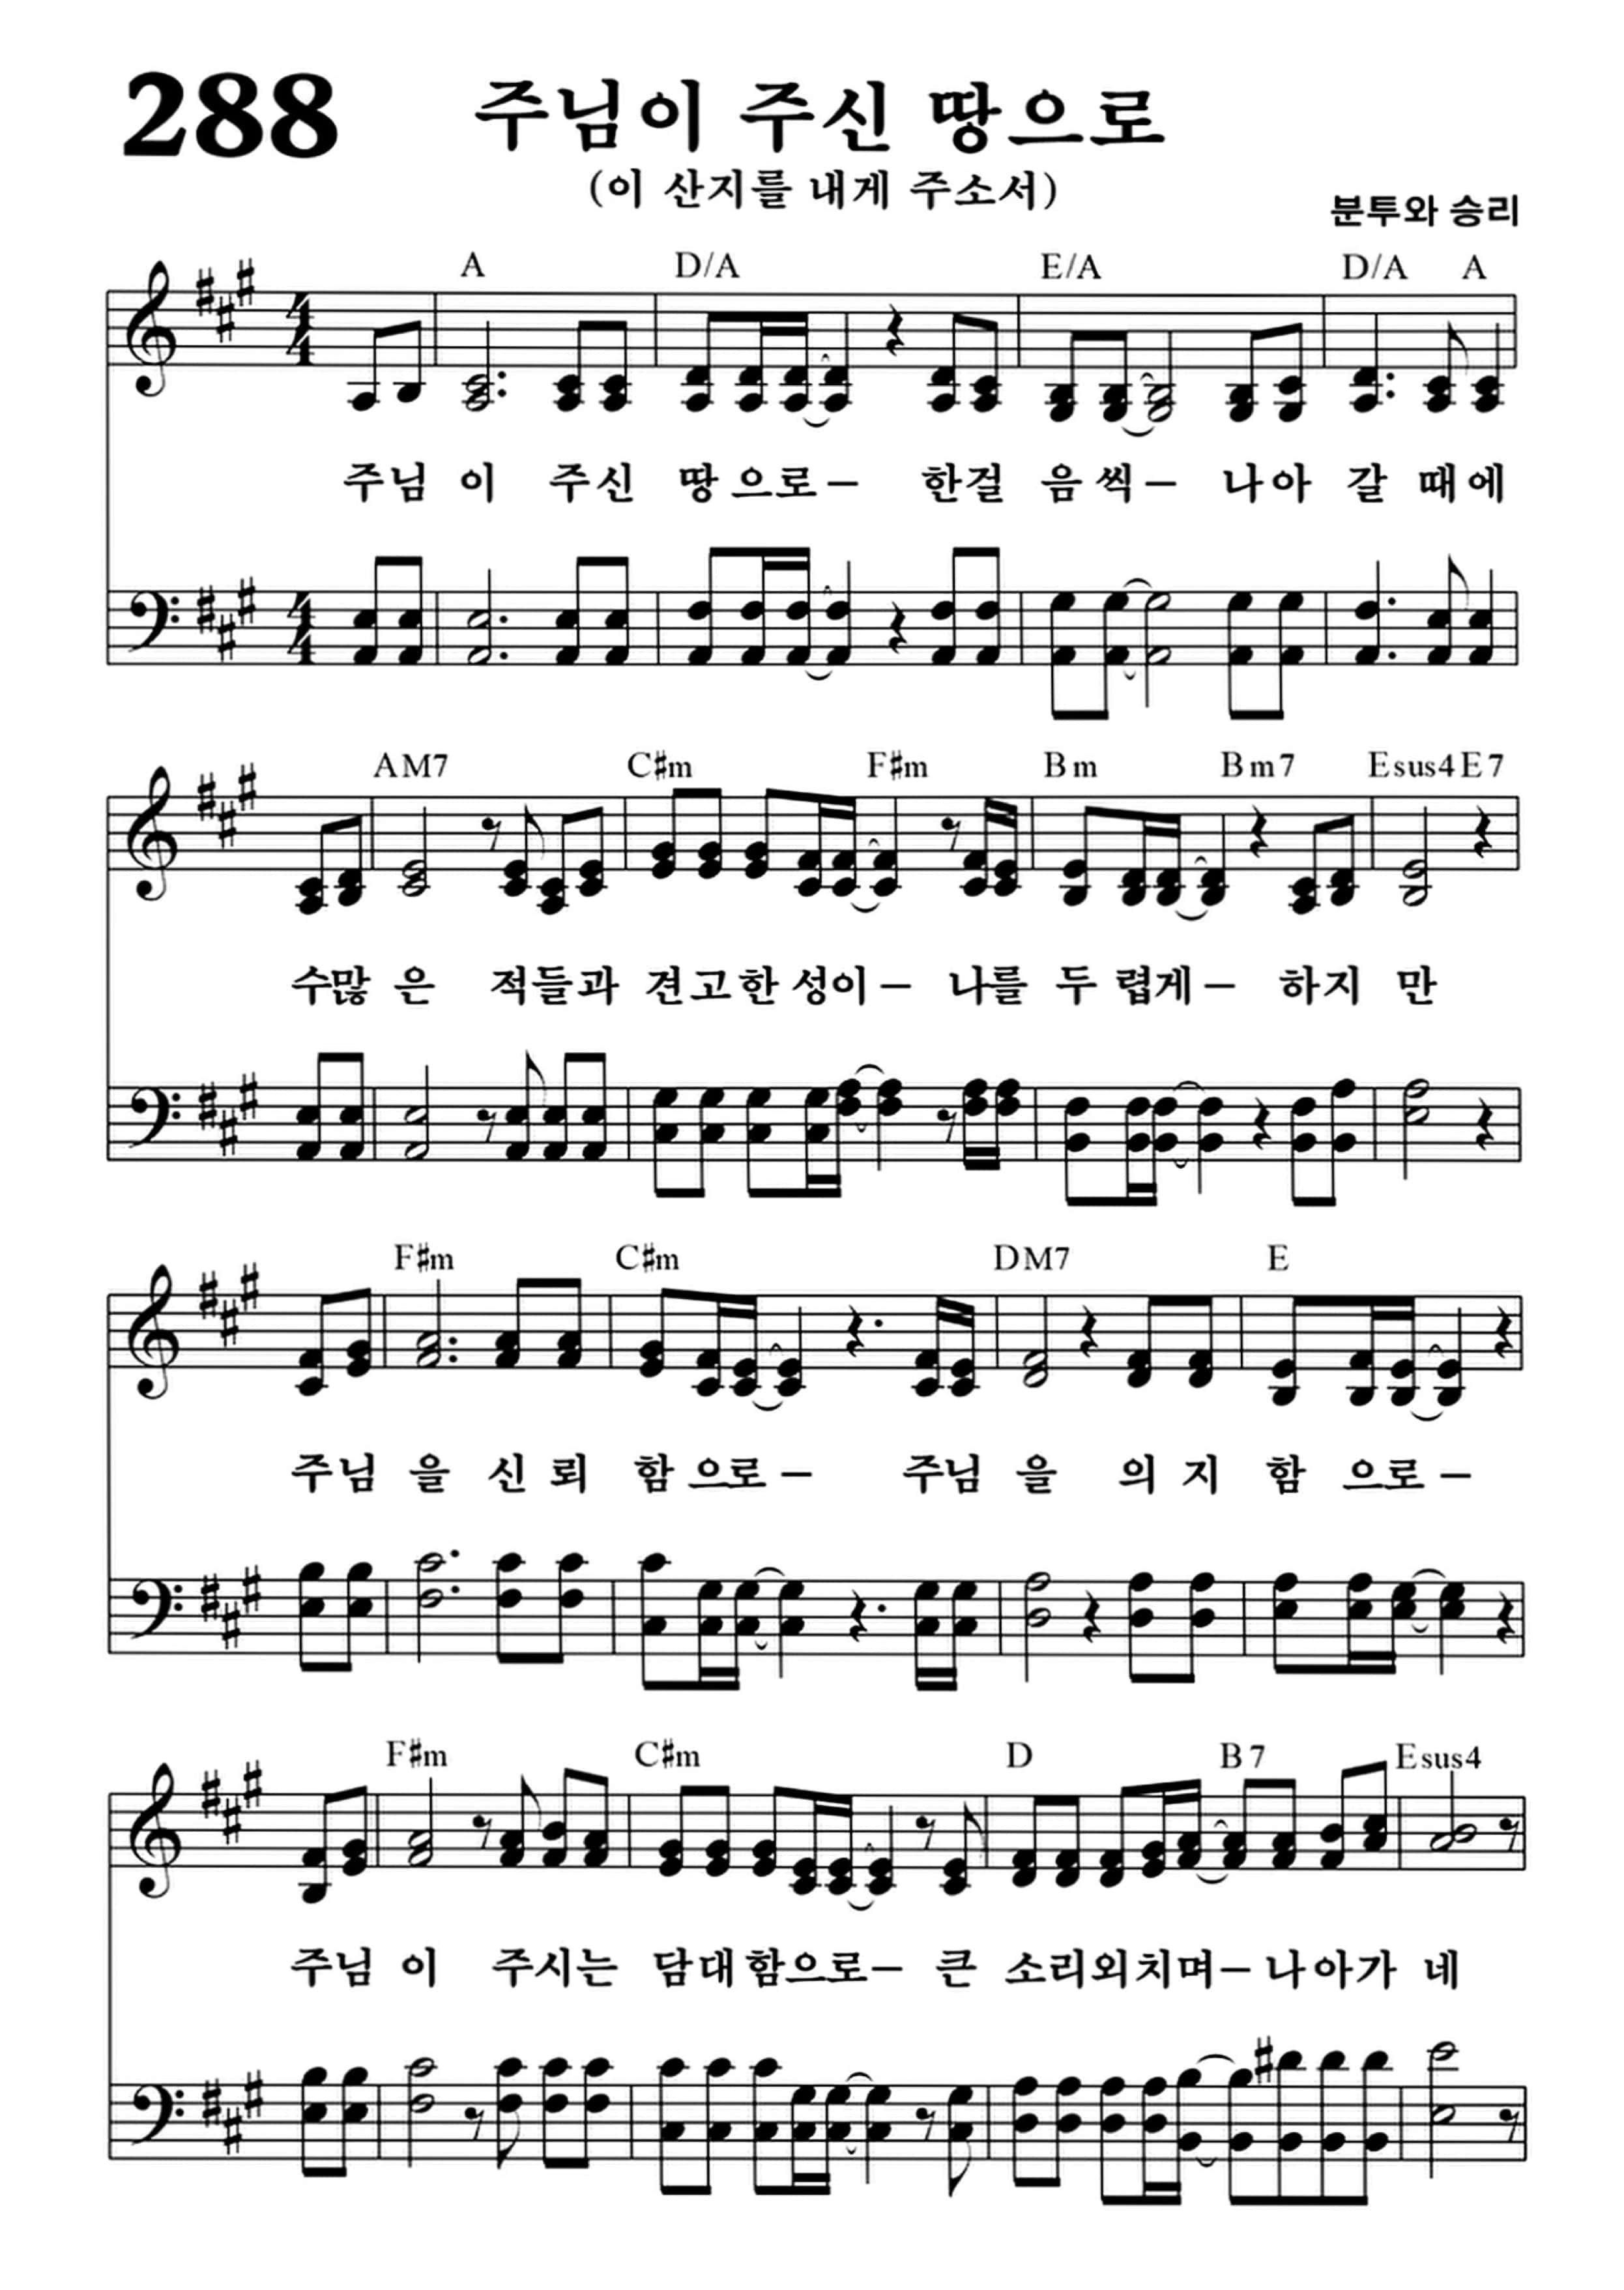 288 주님이 주신 땅으로
(이 산지를 내게 주소서)
분투와 승리
A D/A E/A D/A A
주님 이 주신 땅 으로 – 한걸 음씩 – 나아 갈 때에
AM7 C#m F#m Bm Bm7 Esus4 E7
수많 은 적들과 견고한 성이 – 나를 두 렵게 – 하지 만
F#m C#m DM7 E
주님 을 신 뢰 함 으로 – 주님 을 의 지 함 으로 –
F#m C#m D B7 Esus4
주님 이 주시는 담대함으로 – 큰 소리외치며 – 나아가 네